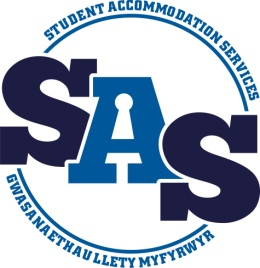 STUDENT ACCOMMODATION SERVICES
SAS
GWASANAETHAU LLETY MYFYRWYR